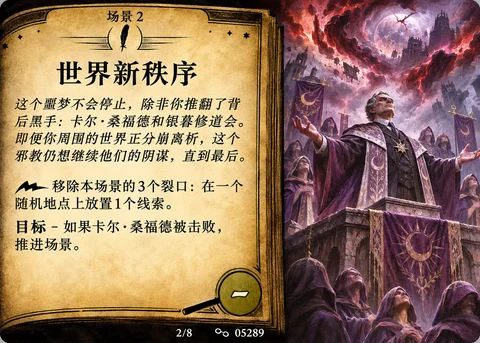 场景 2
世界新秩序
这个噩梦不会停止，除非你推翻了背
后黑手：卡尔·桑福德和银暮修道会。
即便你周围的世界正分崩离析，这个
邪教仍想继续他们的阴谋，直到最后。
移除本场景的3个裂口：在一个
随机地点上放置1个线索。
目标 – 如果卡尔·桑福德被击败，
推进场景。
–
2/8 05289